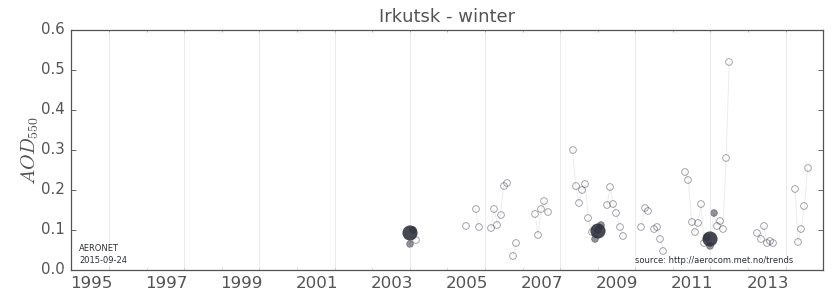 Irkutsk - winter
0.6
0.5
0.4
0.3
0.2
0.1
0.0
AOD550
AERONET
2015-09-24
source: http://aerocom.met.no/trends
1995 1997 1999 2001 2003 2005 2007 2009 2011 2013